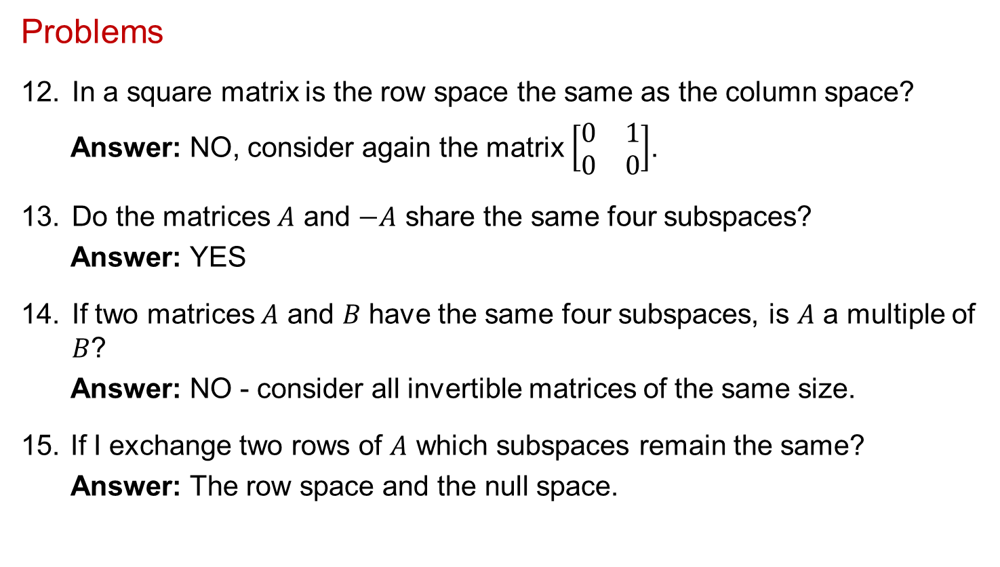 Problems
12. In a square matrix is the row space the same as the column space?
Answer: NO, consider again the matrix [0 1
0 0].
13. Do the matrices A and −A share the same four subspaces?
Answer: YES
14. If two matrices A and B have the same four subspaces, is A a multiple of
B?
Answer: NO - consider all invertible matrices of the same size.
15. If I exchange two rows of A which subspaces remain the same?
Answer: The row space and the null space.